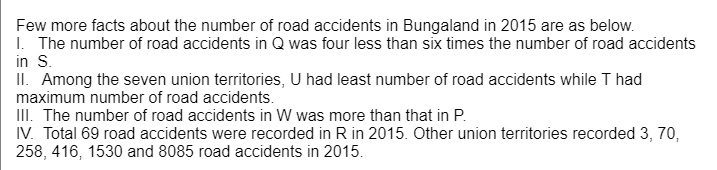 Few more facts about the number of road accidents in Bungaland in 2015 are as below.
I. The number of road accidents in Q was four less than six times the number of road accidents
in S.
II. Among the seven union territories, U had least number of road accidents while T had
maximum number of road accidents.
III. The number of road accidents in W was more than that in P.
IV. Total 69 road accidents were recorded in R in 2015. Other union territories recorded 3, 70,
258, 416, 1530 and 8085 road accidents in 2015.